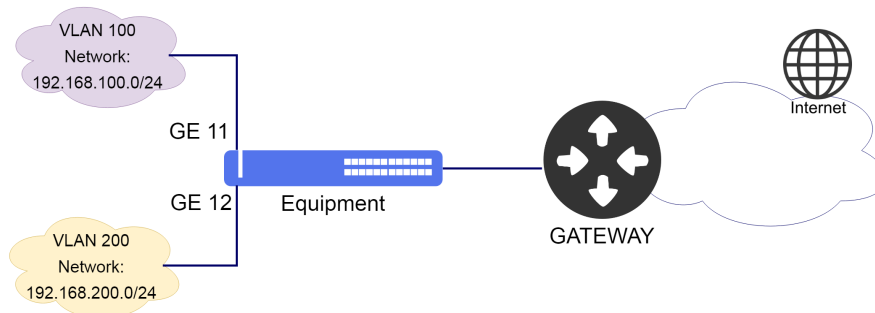 VLAN 100
Network:
192.168.100.0/24
GE 11
GE 12
Equipment
VLAN 200
Network:
192.168.200.0/24
GATEWAY
Internet